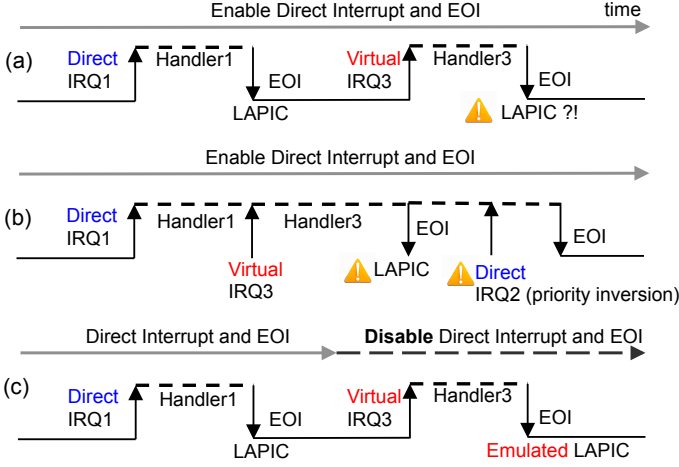 Enable Direct Interrupt and EOI time
(a) Direct IRQ1
Handler1
EOI
LAPIC
Virtual IRQ3
Handler3
EOI
LAPIC ?!
Enable Direct Interrupt and EOI
(b) Direct IRQ1
Handler1
Virtual IRQ3
Handler3
EOI
LAPIC
Direct
IRQ2 (priority inversion)
EOI
Direct Interrupt and EOI
Disable Direct Interrupt and EOI
(c) Direct IRQ1
Handler1
EOI
LAPIC
Virtual IRQ3
Handler3
EOI
Emulated LAPIC